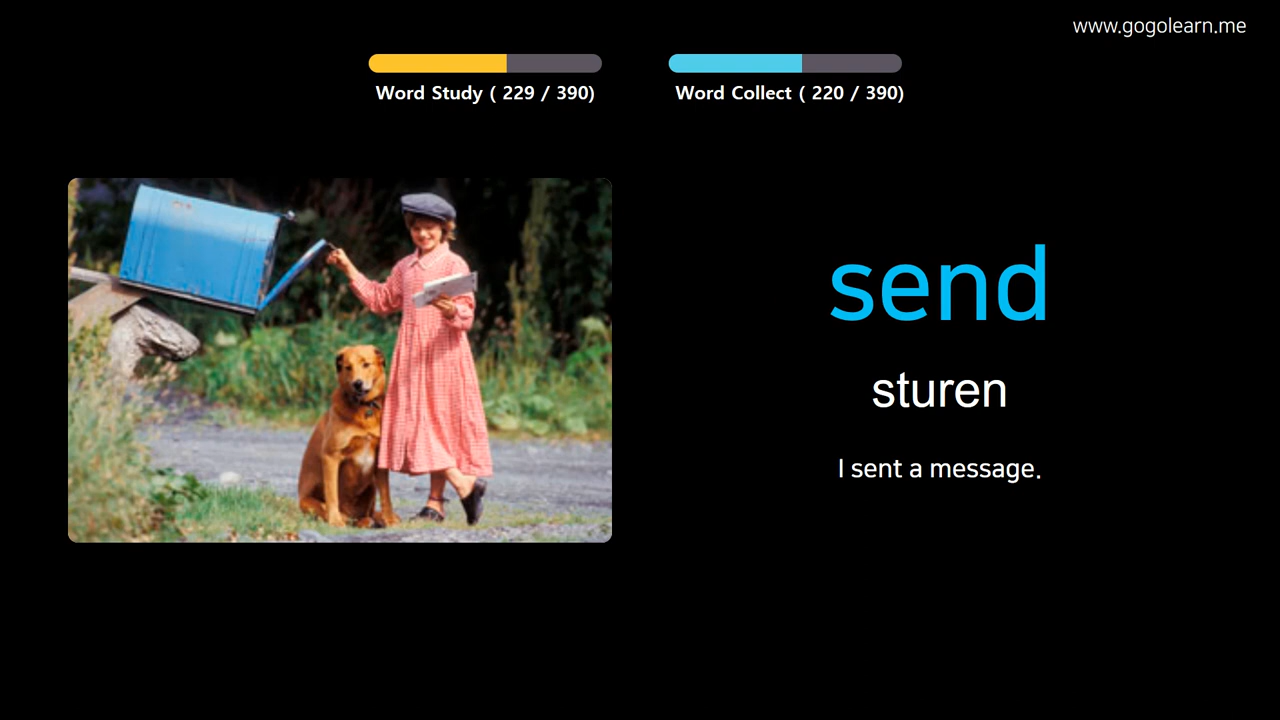 www.gogolearn.me
Word Study ( 229 / 390)
Word Collect ( 220 / 390)
send
sturen
I sent a message.